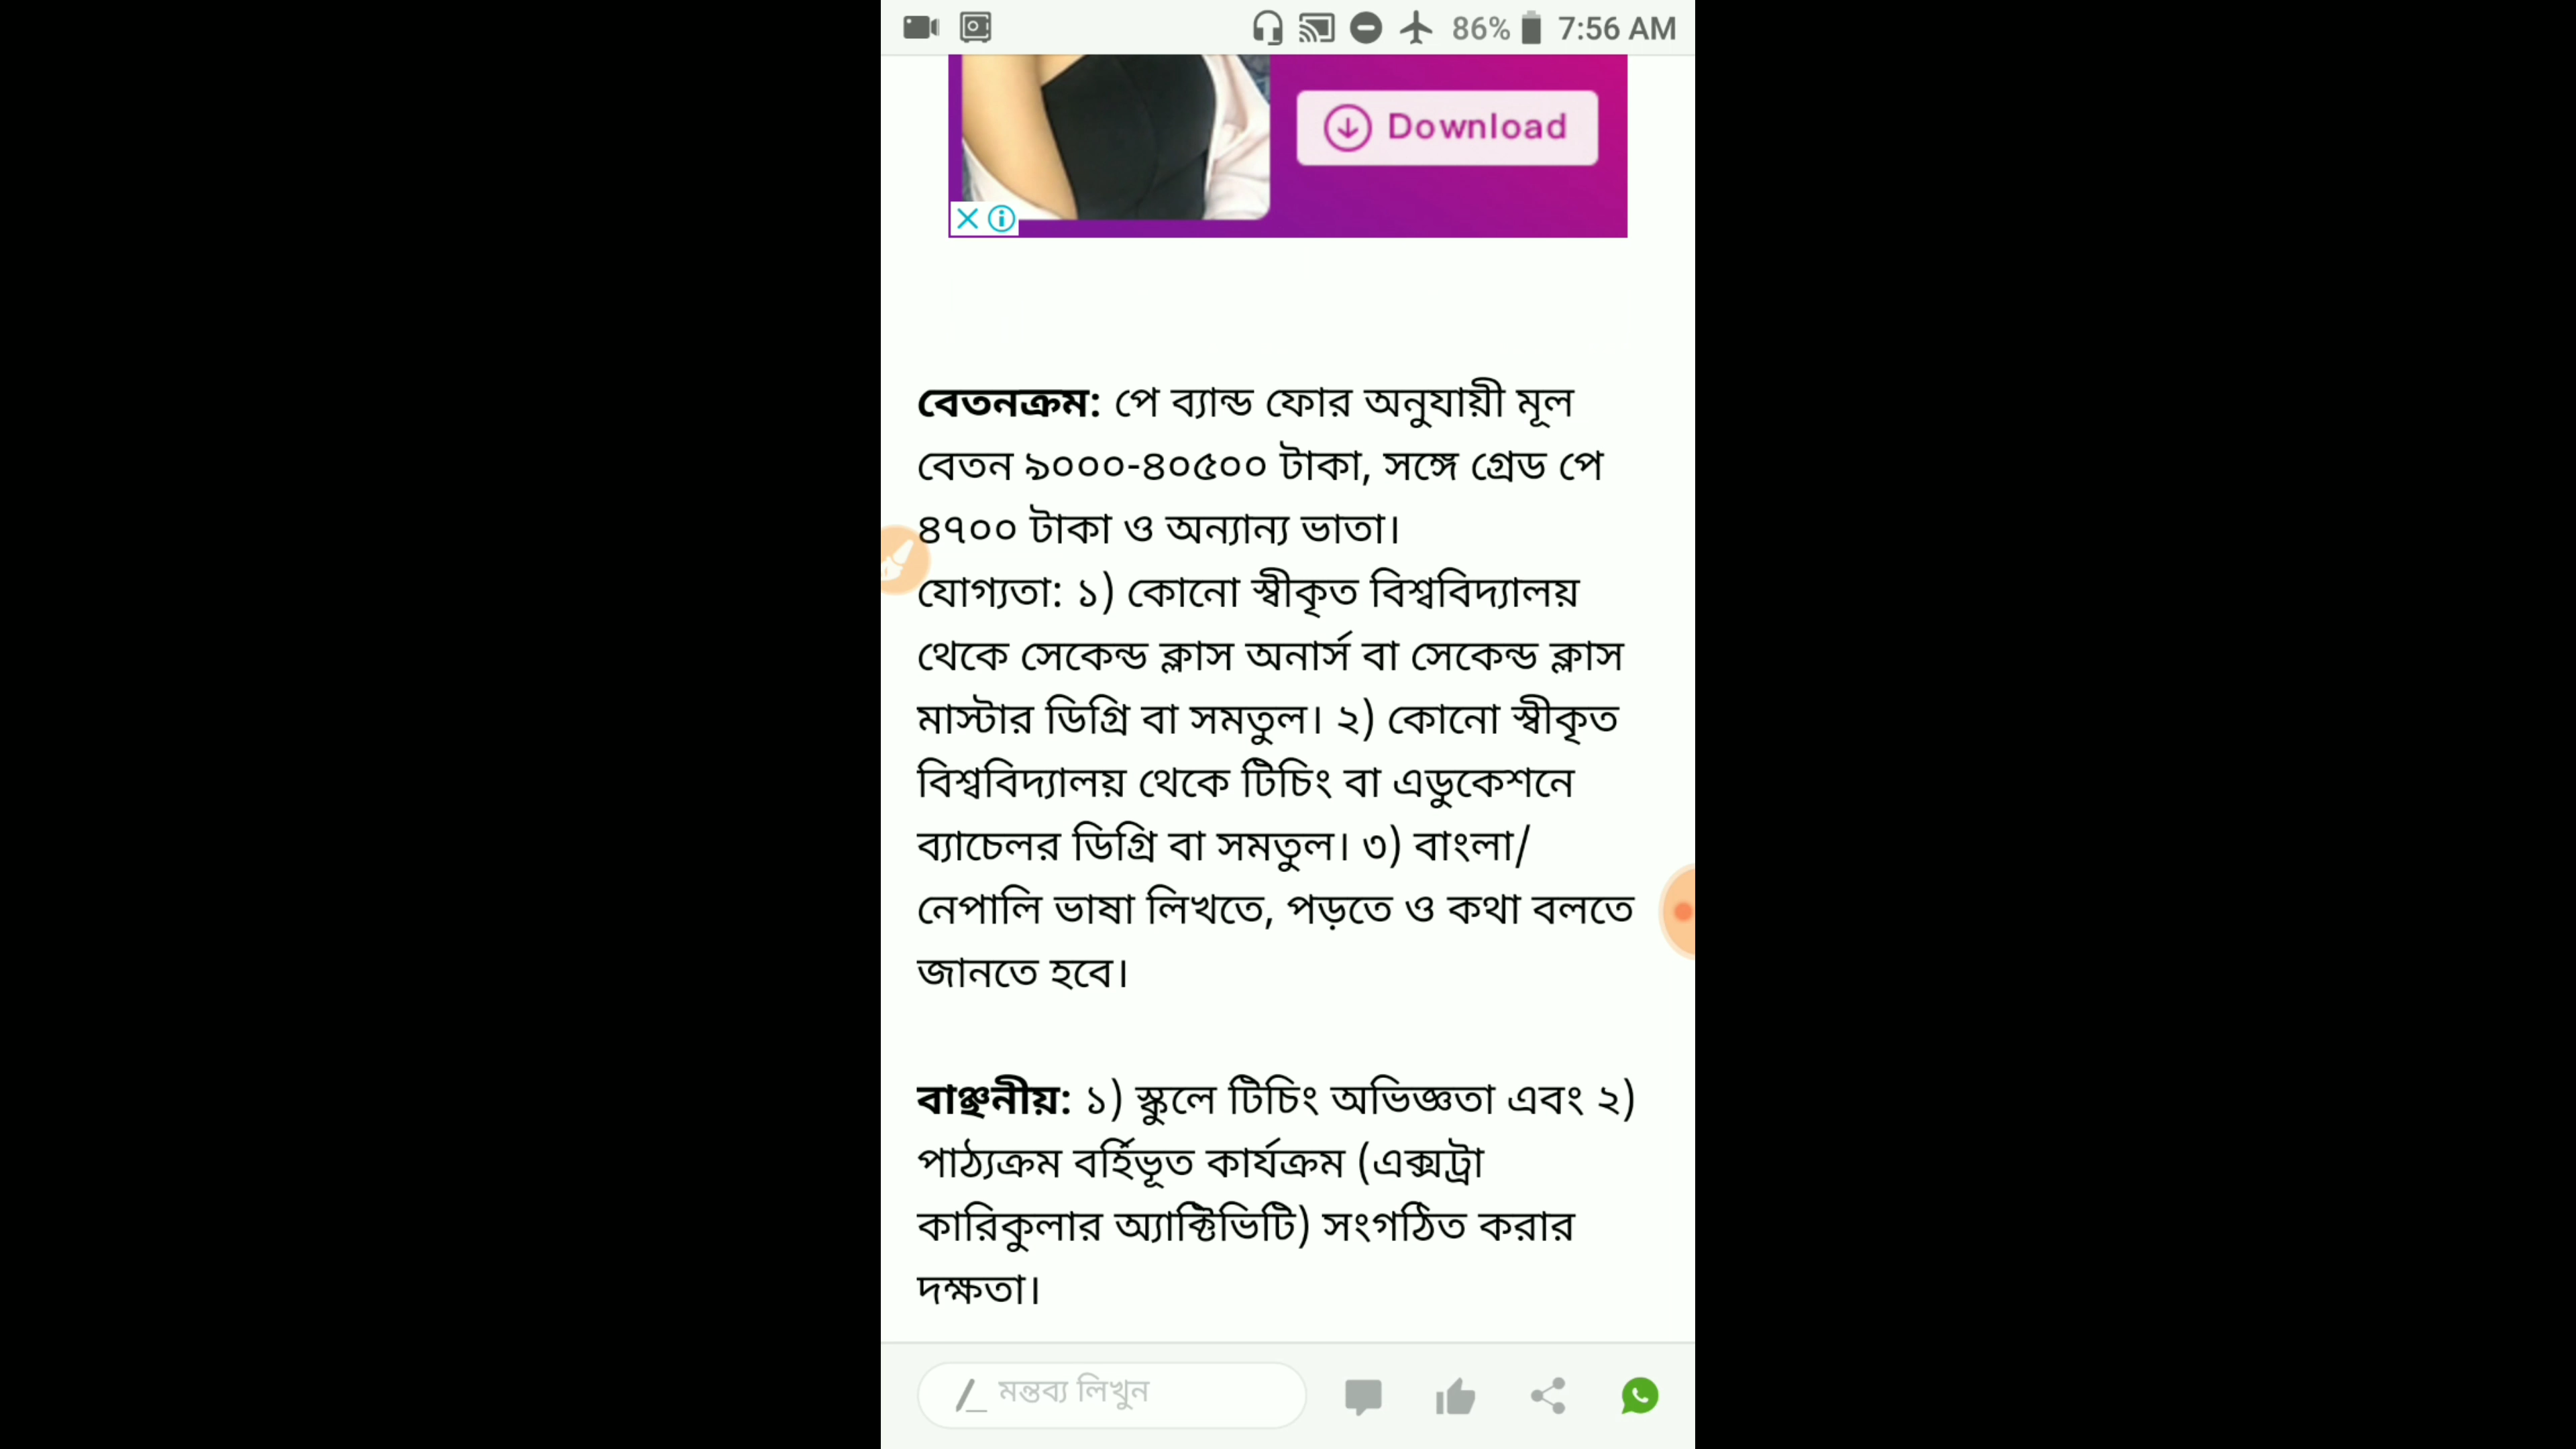 86% 7:56 AM
Download
বেতনক্রম: পে ব্যান্ড ফোর অনুযায়ী মূল
বেতন ৯০০০-৪০৫০০ টাকা, সঙ্গে গ্রেড পে
৪৭০০ টাকা ও অন্যান্য ভাতা।
যোগ্যতা: ১) কোনো স্বীকৃত বিশ্ববিদ্যালয়
থেকে সেকেন্ড ক্লাস অনার্স বা সেকেন্ড ক্লাস
মাস্টার ডিগ্রি বা সমতুল। ২) কোনো স্বীকৃত
বিশ্ববিদ্যালয় থেকে টিচিং বা এডুকেশনে
ব্যাচেলর ডিগ্রি বা সমতুল। ৩) বাংলা/
নেপালি ভাষা লিখতে, পড়তে ও কথা বলতে
জানতে হবে।
বাঞ্ছনীয়: ১) স্কুলে টিচিং অভিজ্ঞতা এবং ২)
পাঠ্যক্রম বর্হিভূত কার্যক্রম (এক্সট্রা
কারিকুলার অ্যাক্টিভিটি) সংগঠিত করার
দক্ষতা।
মন্তব্য লিখুন